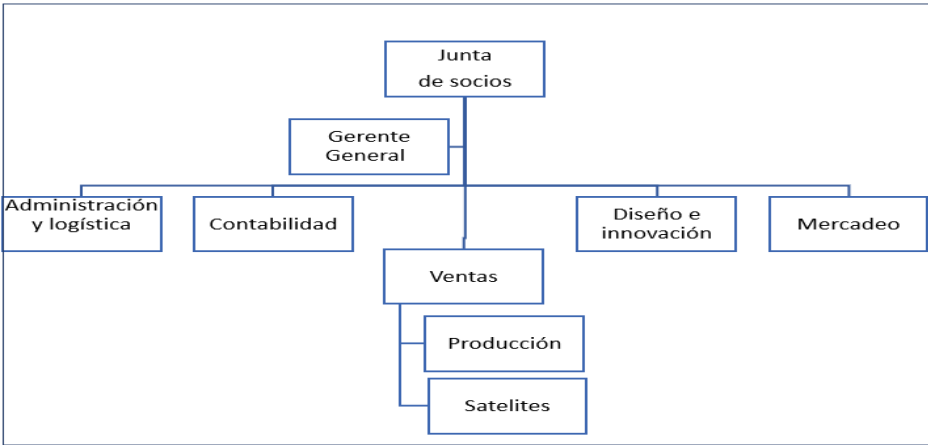 Junta
de socios
Gerente
General
Administración
y logística
Contabilidad
Diseño e
innovación
Mercadeo
Ventas
Producción
Satelites